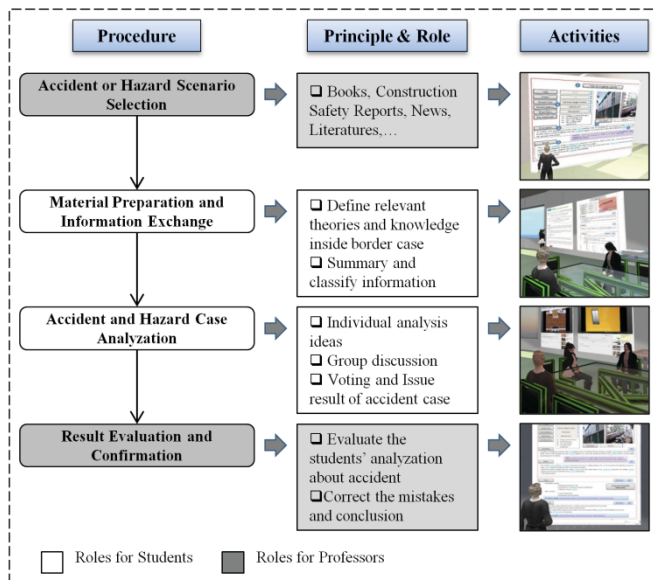 Procedure
Principle & Role
Activities
Accident or Hazard Scenario
Selection
❑ Books, Construction
Safety Reports, News,
Literatures,…
Material Preparation and
Information Exchange
❑ Define relevant
theories and knowledge
inside border case
❑ Summary and
classify information
Accident and Hazard Case
Analyzation
❑ Individual analysis
ideas
❑ Group discussion
❑ Voting and Issue
result of accident case
Result Evaluation and
Confirmation
❑ Evaluate the
students’ analyzation
about accident
❑Correct the mistakes
and conclusion
Roles for Students
Roles for Professors